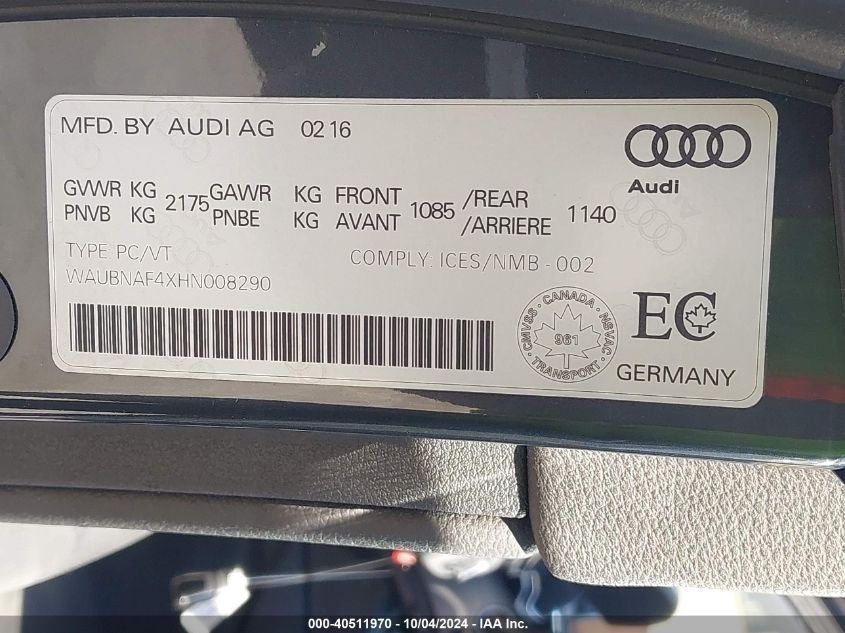 MFD. BY AUDI AG 02 16
Audi
GVWR KG 2175 GAWR KG FRONT 1085 /REAR 1140
PNVB KG PNBE KG AVANT /ARRIERE
TYPE PC/VT
WAUBNAF4XHN008290
COMPLY. ICES/NMB - 002
CANADA
CMVSS NSVAC
961
TRANSPORT
EC
GERMANY
000-40511970 - 10/04/2024 - IAA Inc.